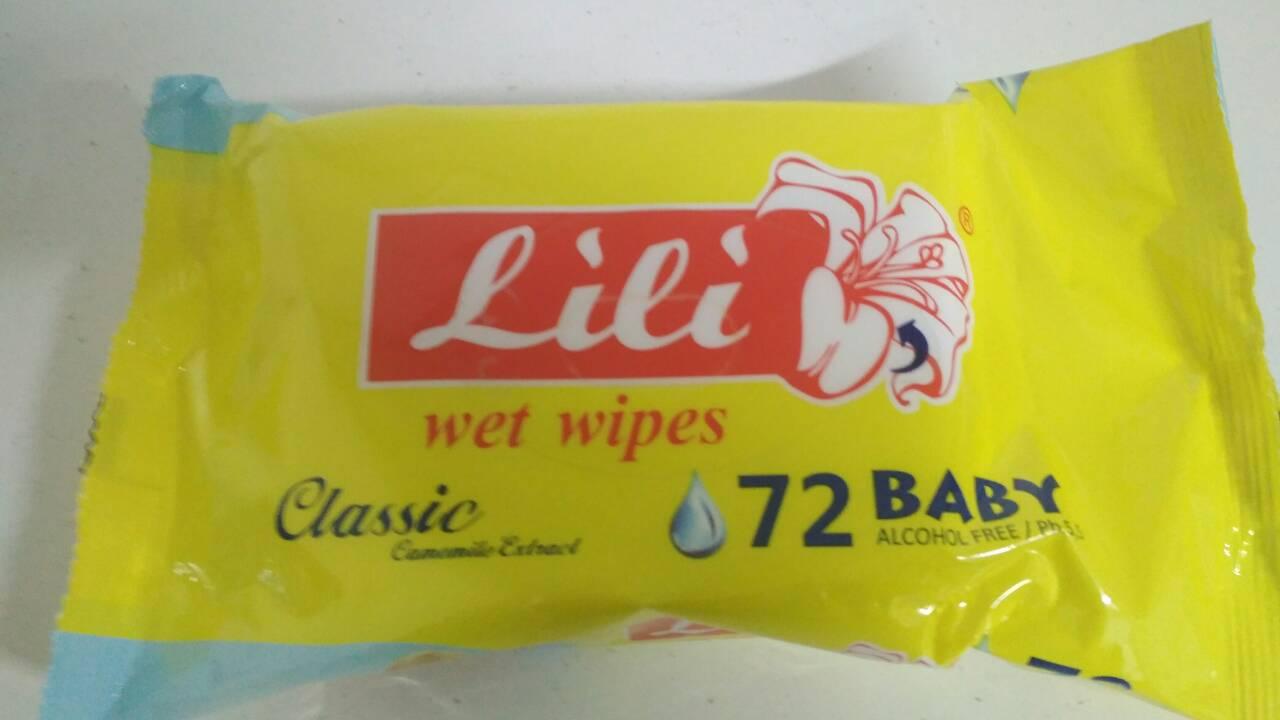 Lili ®
wet wipes
Classic
Camomile Extract
72 BABY
ALCOHOL FREE / Ph 5,5